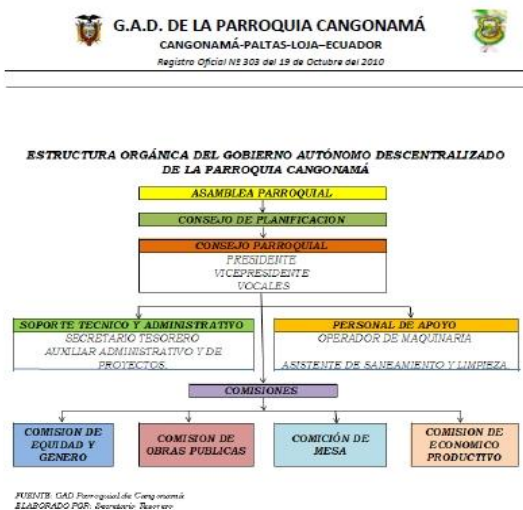 G.A.D. DE LA PARROQUIA CANGONAMÁ
CANGONAMÁ-PALTAS-LOJA–ECUADOR
Registro Oficial Nº 303 del 19 de Octubre del 2010
ESTRUCTURA ORGÁNICA DEL GOBIERNO AUTÓNOMO DESCENTRALIZADO
DE LA PARROQUIA CANGONAMÁ
ASAMBLEA PARROQUIAL
CONSEJO DE PLANIFICACION
CONSEJO PARROQUIAL
PRESIDENTE
VICEPRESIDENTE
VOCALES
SOPORTE TECNICO Y ADMINISTRATIVO
SECRETARIO TESORERO
AUXILIAR ADMINISTRATIVO Y DE
PROYECTOS.
PERSONAL DE APOYO
OPERADOR DE MAQUINARIA
ASISTENTE DE SANEAMIENTO Y LIMPIEZA.
COMISIONES
COMISION DE
EQUIDAD Y
GENERO
COMISION DE
OBRAS PUBLICAS
COMICIÓN DE
MESA
COMISION DE
ECONOMICO
PRODUCTIVO
FUENTE: GAD Parroquial de Cangonamá
ELABORADO POR: Secretario Tesorero